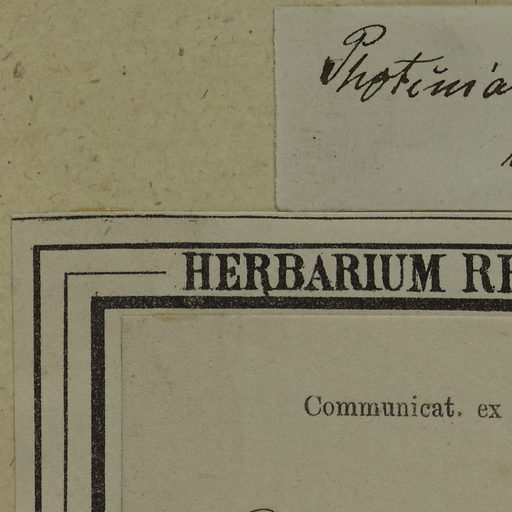 Photinia
HERBARIUM RE
Communicat. ex